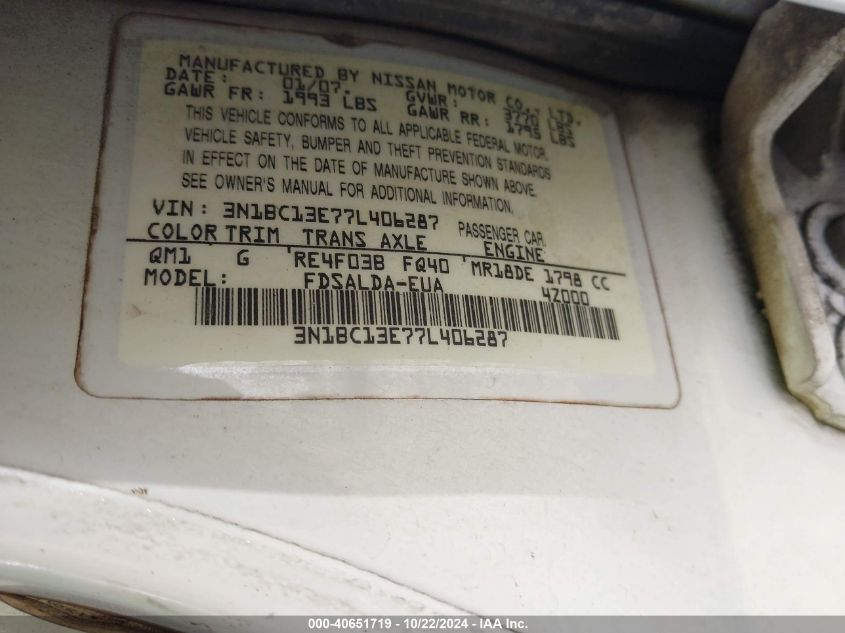 MANUFACTURED BY NISSAN MOTOR CO., LTD.
DATE: 01/07. GVWR: 3770 LBS
GAWR FR: 1993 LBS GAWR RR: 1795 LBS
THIS VEHICLE CONFORMS TO ALL APPLICABLE FEDERAL MOTOR
VEHICLE SAFETY, BUMPER AND THEFT PREVENTION STANDARDS
IN EFFECT ON THE DATE OF MANUFACTURE SHOWN ABOVE.
SEE OWNER'S MANUAL FOR ADDITIONAL INFORMATION.
VIN: 3N1BC13E77L406287 PASSENGER CAR
COLOR TRIM TRANS AXLE ENGINE
QM1 G RE4F03B FQ40 MR18DE 1798 CC
MODEL: FDSALDA-EUA 4Z000
3N1BC13E77L406287
000-40651719 - 10/22/2024 - IAA Inc.